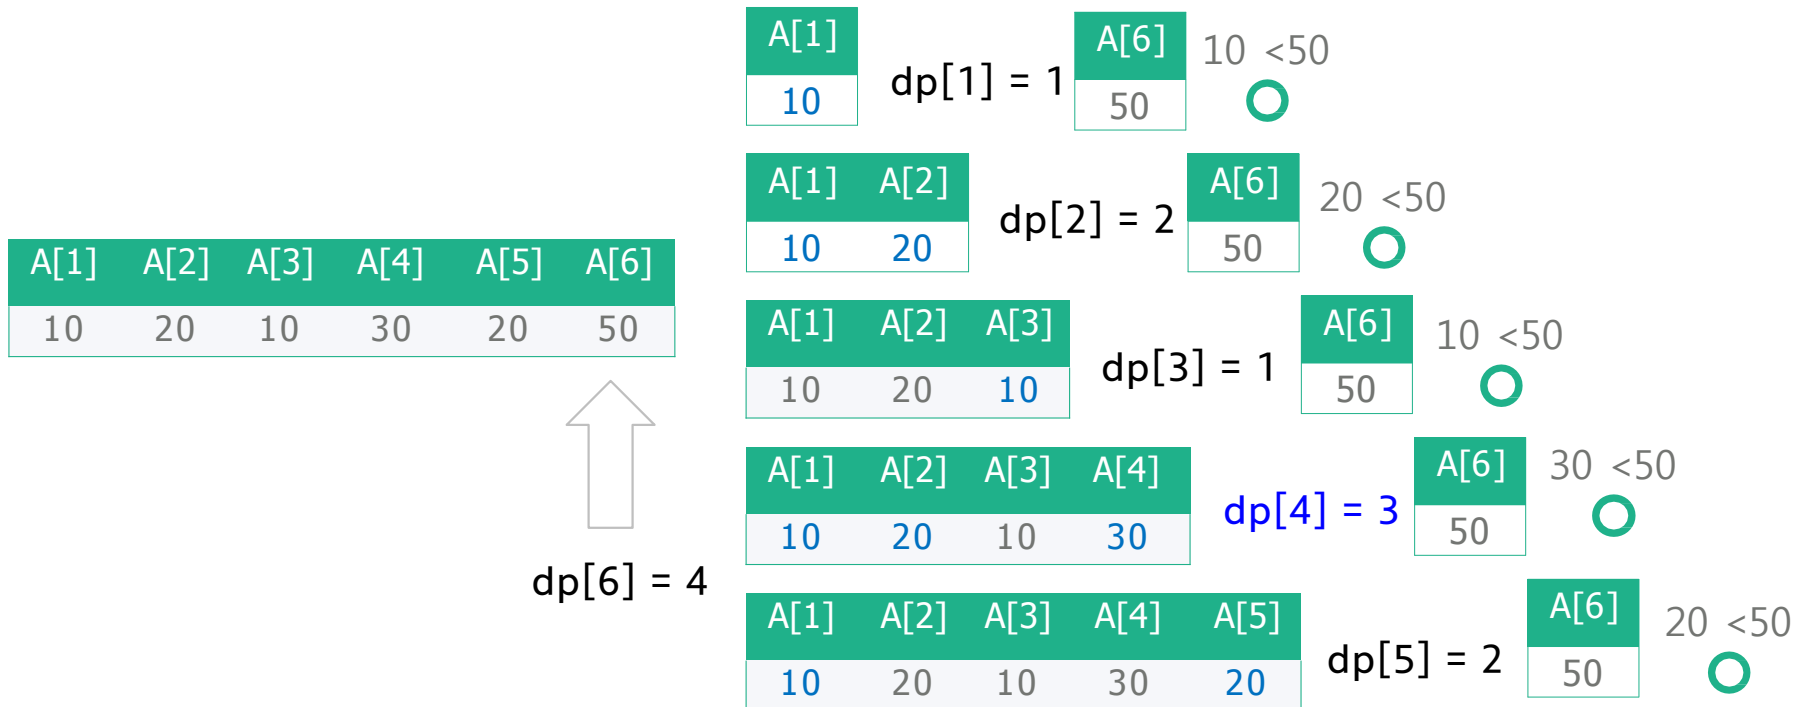 A[1] A[2] A[3] A[4] A[5] A[6]
10 20 10 30 20 50
dp[6] = 4
A[1]
10
dp[1] = 1
A[6]
50
10 <50
A[1] A[2]
10 20
dp[2] = 2
A[6]
50
20 <50
A[1] A[2] A[3]
10 20 10
dp[3] = 1
A[6]
50
10 <50
A[1] A[2] A[3] A[4]
10 20 10 30
dp[4] = 3
A[6]
50
30 <50
A[1] A[2] A[3] A[4] A[5]
10 20 10 30 20
dp[5] = 2
A[6]
50
20 <50